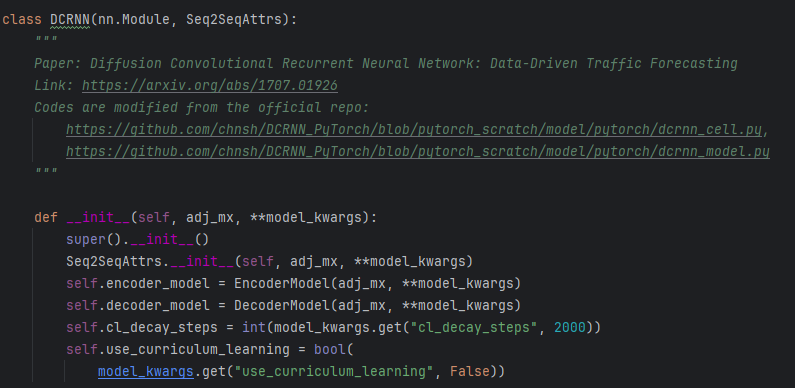 class DCRNN(nn.Module, Seq2SeqAttrs):
    """
    Paper: Diffusion Convolutional Recurrent Neural Network: Data-Driven Traffic Forecasting
    Link: https://arxiv.org/abs/1707.01926
    Codes are modified from the official repo:
        https://github.com/chnsh/DCRNN_PyTorch/blob/pytorch_scratch/model/pytorch/dcrnn_cell.py,
        https://github.com/chnsh/DCRNN_PyTorch/blob/pytorch_scratch/model/pytorch/dcrnn_model.py
    """
    def __init__(self, adj_mx, **model_kwargs):
        super().__init__()
        Seq2SeqAttrs.__init__(self, adj_mx, **model_kwargs)
        self.encoder_model = EncoderModel(adj_mx, **model_kwargs)
        self.decoder_model = DecoderModel(adj_mx, **model_kwargs)
        self.cl_decay_steps = int(model_kwargs.get("cl_decay_steps", 2000))
        self.use_curriculum_learning = bool(
            model_kwargs.get("use_curriculum_learning", False))